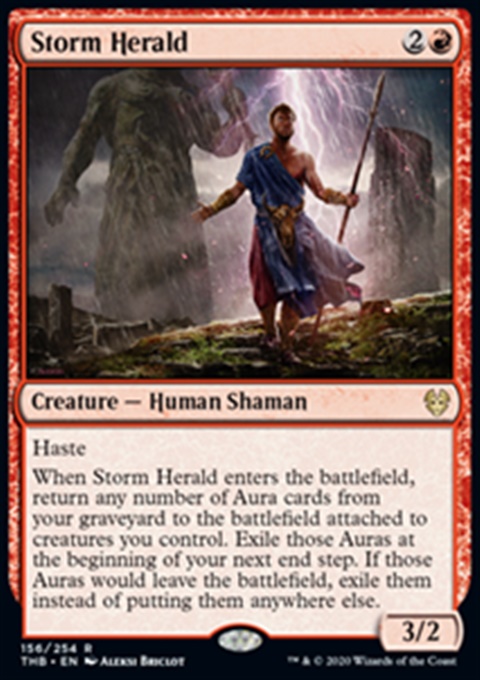 Storm Herald 2
Creature — Human Shaman
Haste
When Storm Herald enters the battlefield,
return any number of Aura cards from
your graveyard to the battlefield attached to
creatures you control. Exile those Auras at
the beginning of your next end step. If those
Auras would leave the battlefield, exile them
instead of putting them anywhere else.
3/2
156/254 R
THB • EN ALEKSI BRICLOT
™ & © 2020 Wizards of the Coast